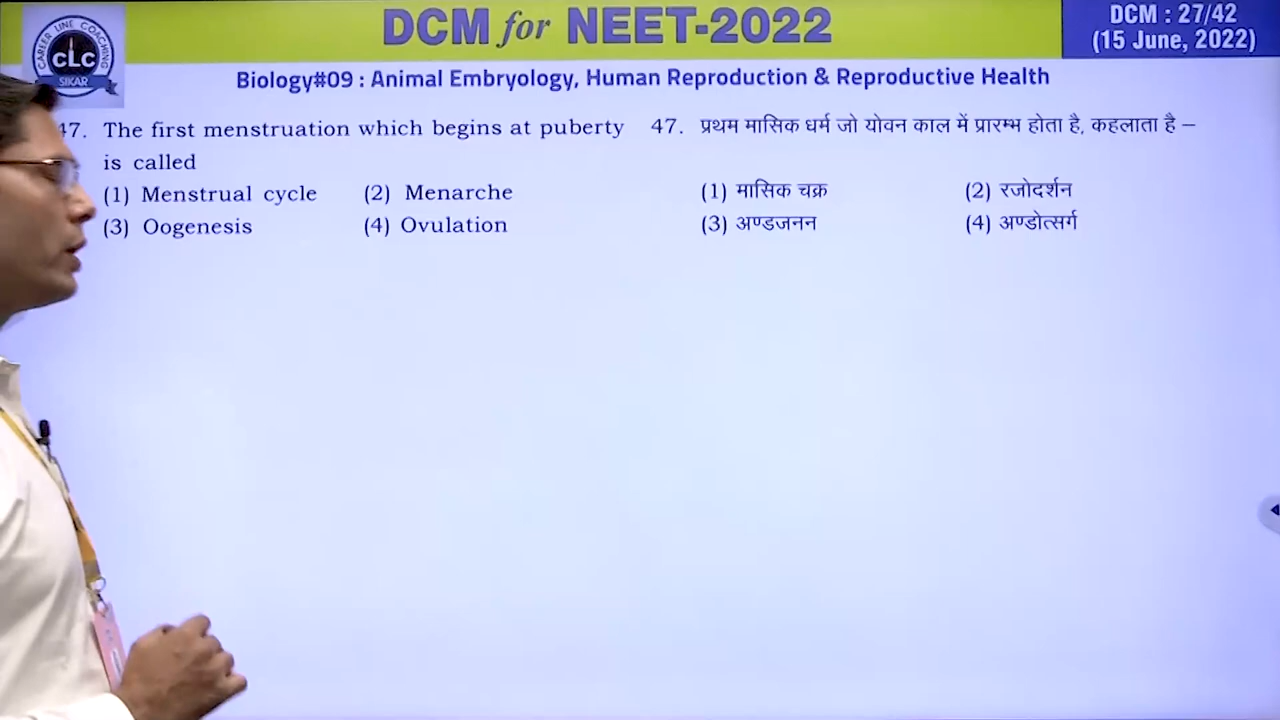 DCM for NEET-2022
DCM : 27/42
(15 June, 2022)
CAREER LINE COACHING
CLC
SIKAR
Biology#09 : Animal Embryology, Human Reproduction & Reproductive Health
47. The first menstruation which begins at puberty
is called
(1) Menstrual cycle (2) Menarche
(3) Oogenesis (4) Ovulation
47. प्रथम मासिक धर्म जो योवन काल में प्रारम्भ होता है, कहलाता है –
(1) मासिक चक्र (2) रजोदर्शन
(3) अण्डजनन (4) अण्डोत्सर्ग